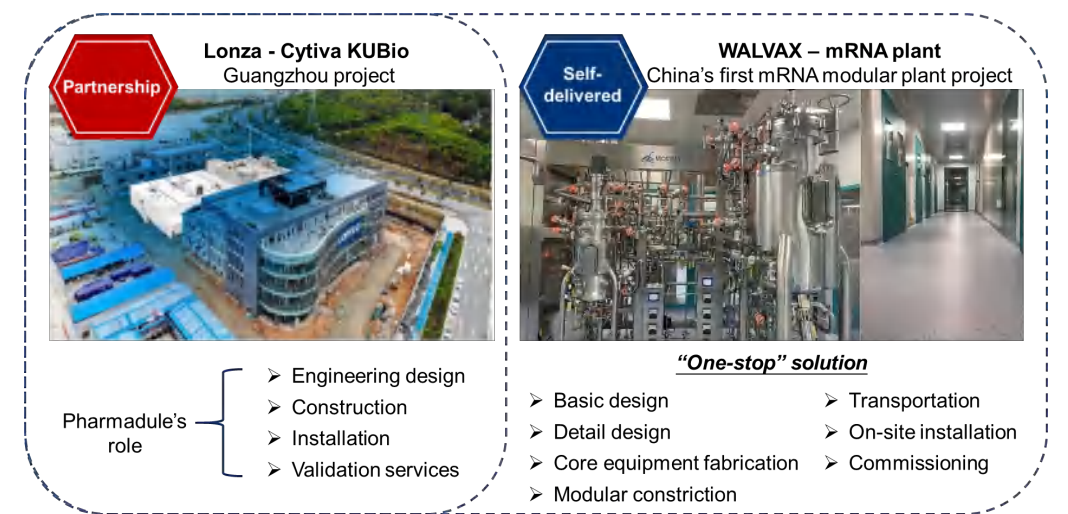 Partnership
Lonza - Cytiva KUBio
Guangzhou project
Pharmadule's
role
➢ Engineering design
➢ Construction
➢ Installation
➢ Validation services
Self-
delivered
WALVAX – mRNA plant
China's first mRNA modular plant project
“One-stop” solution
➢ Basic design
➢ Detail design
➢ Core equipment fabrication
➢ Modular constriction
➢ Transportation
➢ On-site installation
➢ Commissioning